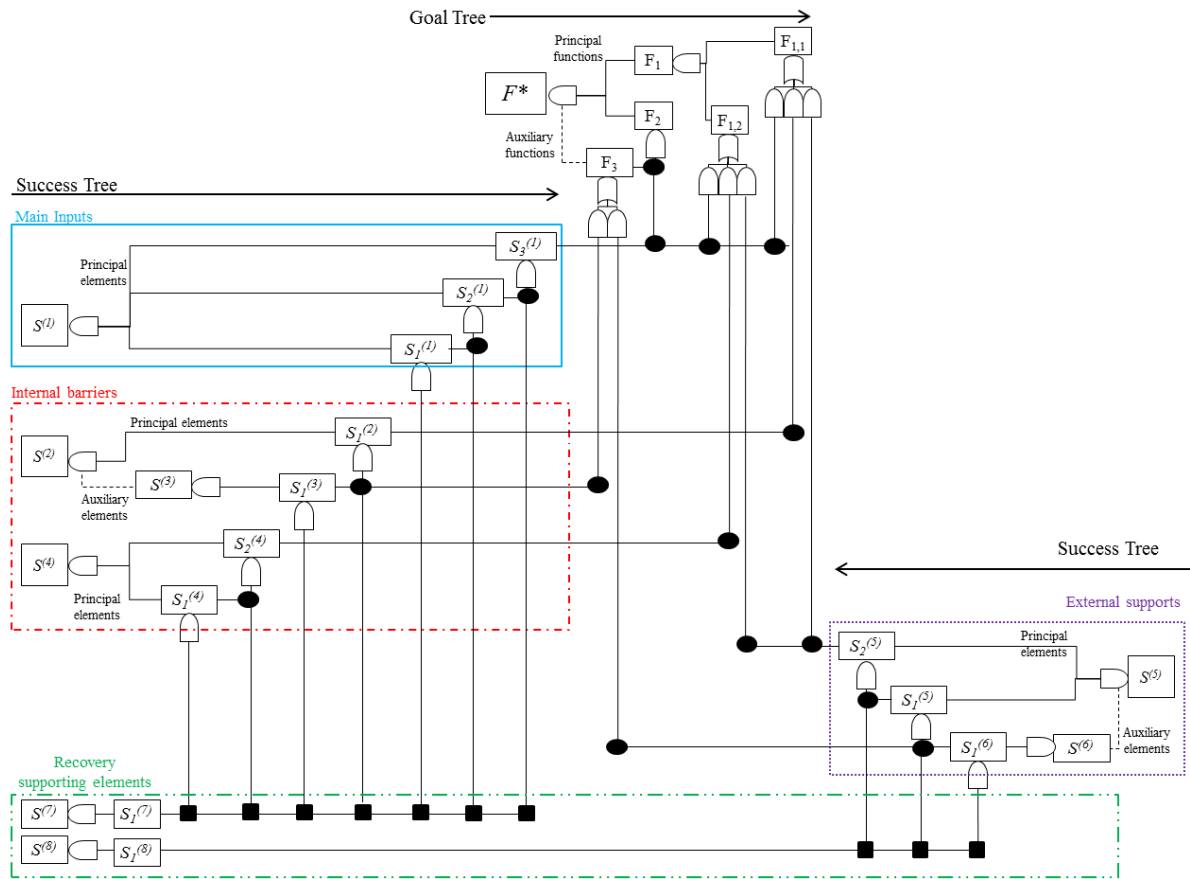 Goal Tree
Principal
functions
F₁
F₁,₁
F*
F₂
F₁,₂
Auxiliary
functions
F₃
Success Tree
Main Inputs
S₃⁽¹⁾
Principal
elements
S₂⁽¹⁾
S⁽¹⁾
S₁⁽¹⁾
Internal barriers
Principal elements
S₁⁽²⁾
S⁽²⁾
S⁽³⁾
S₁⁽³⁾
Auxiliary
elements
S₂⁽⁴⁾
S⁽⁴⁾
Principal
elements
S₁⁽⁴⁾
Success Tree
External supports
S₂⁽⁵⁾
Principal
elements
S⁽⁵⁾
S₁⁽⁵⁾
S₁⁽⁶⁾
S⁽⁶⁾
Auxiliary
elements
Recovery
supporting elements
S⁽⁷⁾
S₁⁽⁷⁾
S⁽⁸⁾
S₁⁽⁸⁾